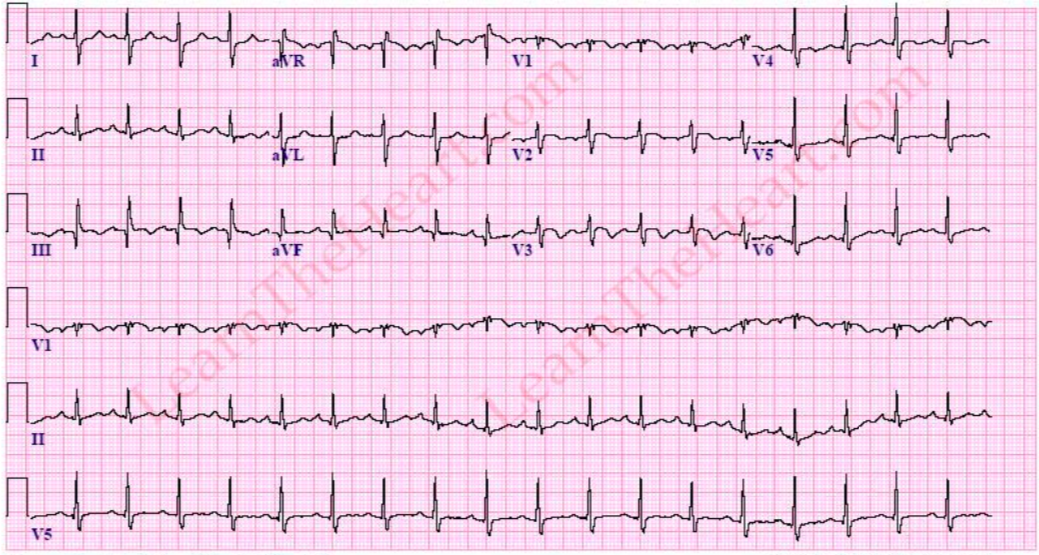 I aVR V1 V4
II aVL V2 V5
III aVF V3 V6
V1
II
V5
LearnTheHeart.com
LearnTheHeart.com